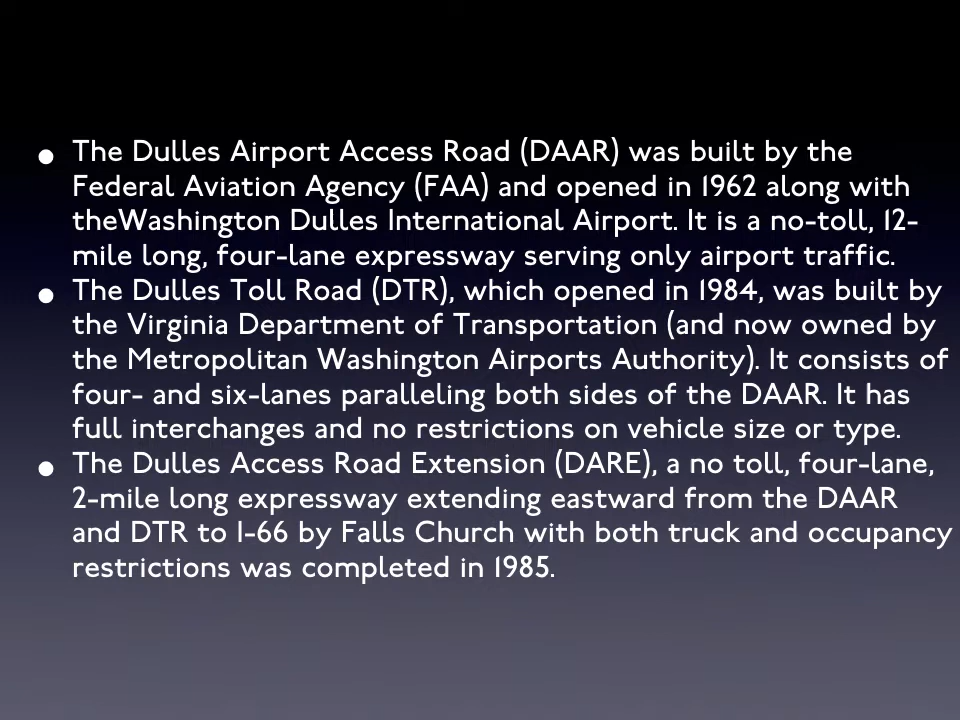 • The Dulles Airport Access Road (DAAR) was built by the
Federal Aviation Agency (FAA) and opened in 1962 along with
theWashington Dulles International Airport. It is a no-toll, 12-
mile long, four-lane expressway serving only airport traffic.
• The Dulles Toll Road (DTR), which opened in 1984, was built by
the Virginia Department of Transportation (and now owned by
the Metropolitan Washington Airports Authority). It consists of
four- and six-lanes paralleling both sides of the DAAR. It has
full interchanges and no restrictions on vehicle size or type.
• The Dulles Access Road Extension (DARE), a no toll, four-lane,
2-mile long expressway extending eastward from the DAAR
and DTR to I-66 by Falls Church with both truck and occupancy
restrictions was completed in 1985.